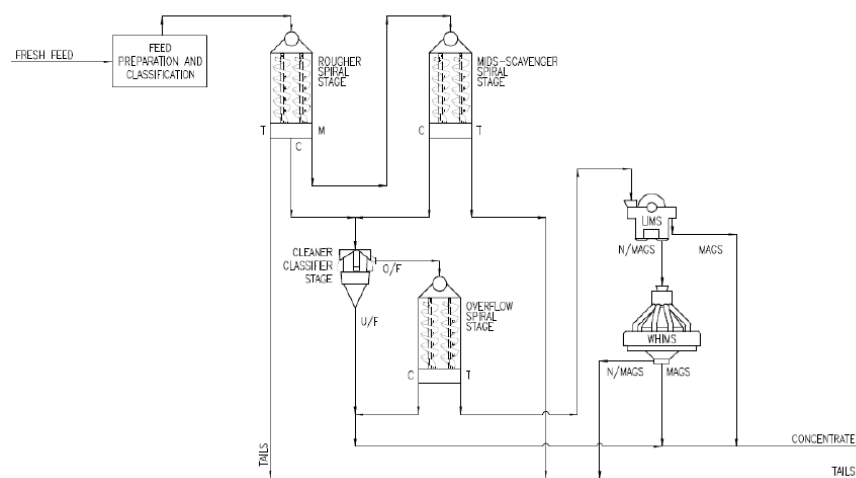 FRESH FEED
FEED
PREPARATION AND
CLASSIFICATION
ROUGHER
SPIRAL
STAGE
MIDS-SCAVENGER
SPIRAL
STAGE
T
M
C
C
T
LIMS
N/MAGS
MAGS
CLEANER
CLASSIFIER
STAGE
O/F
U/F
OVERFLOW
SPIRAL
STAGE
WHIMS
C
T
N/MAGS
MAGS
CONCENTRATE
TAILS
TAILS